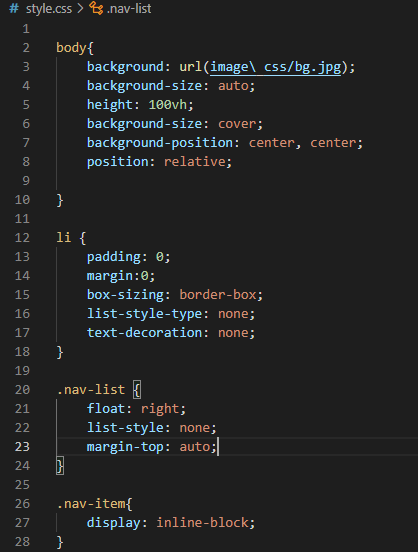 # style.css > .nav-list
1
2 body{
3 background: url(image\ css/bg.jpg);
4 background-size: auto;
5 height: 100vh;
6 background-size: cover;
7 background-position: center, center;
8 position: relative;
9
10 }
11
12 li {
13 padding: 0;
14 margin:0;
15 box-sizing: border-box;
16 list-style-type: none;
17 text-decoration: none;
18 }
19
20 .nav-list {
21 float: right;
22 list-style: none;
23 margin-top: auto;
24 }
25
26 .nav-item{
27 display: inline-block;
28 }